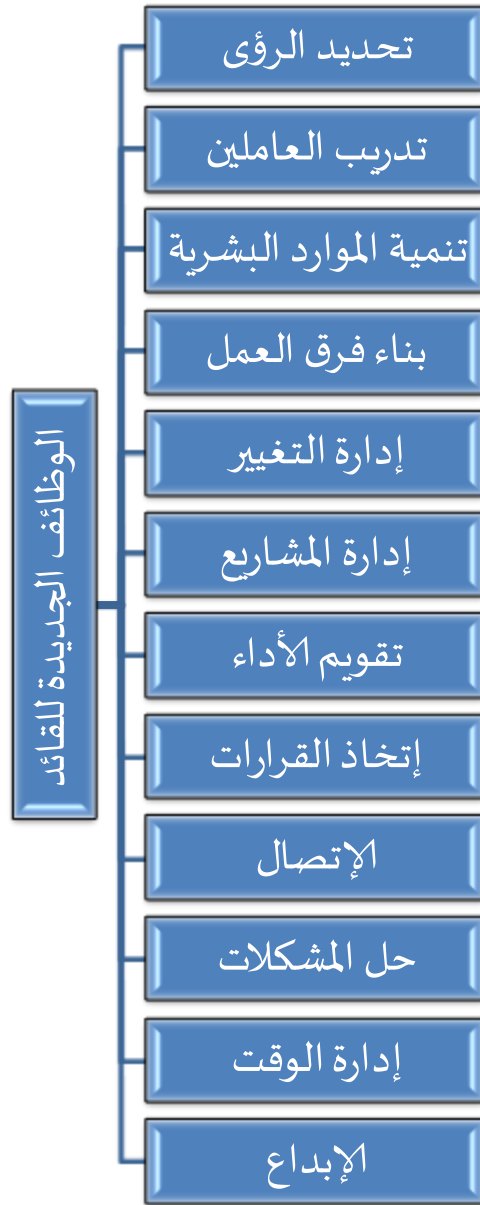 الوظائف الجديدة للقائد
تحديد الرؤى
تدريب العاملين
تنمية الموارد البشرية
بناء فرق العمل
إدارة التغيير
إدارة المشاريع
تقويم الأداء
إتخاذ القرارات
الإتصال
حل المشكلات
إدارة الوقت
الإبداع